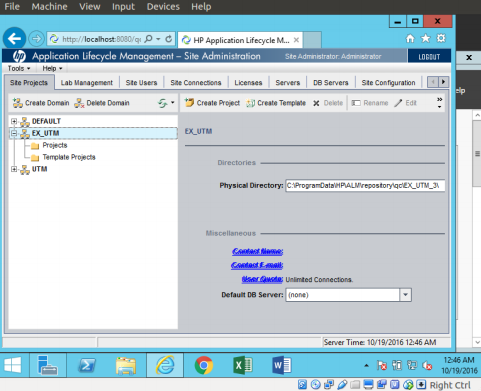 File Machine View Input Devices Help
http://localhost:8080/qi
HP Application Lifecycle M...
Application Lifecycle Management – Site Administration
Site Administrator: Administrator
LOGOUT
Tools Help
elp
Site Projects Lab Management Site Users Site Connections Licenses Servers DB Servers Site Configuration
Create Domain Delete Domain Create Project Create Template Delete Rename Edit
DEFAULT
EX_UTM
Projects
Template Projects
UTM
EX_UTM
Directories
Physical Directory: C:\ProgramData\HP\ALM\repository\qc\EX_UTM_3\
Miscellaneous
Contact Name:
Contact E-mail:
User Quota: Unlimited Connections.
Default DB Server: (none)
Server Time: 10/19/2016 12:46 AM
12:46 AM
10/19/2016
Right Ctrl